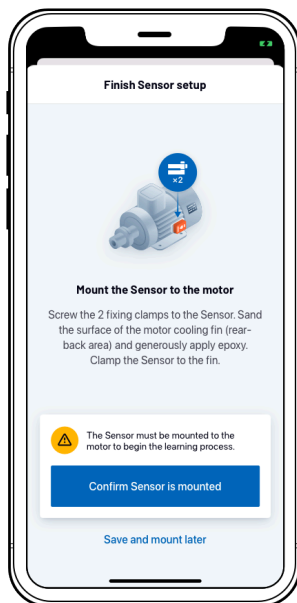 Finish Sensor setup
×2
Mount the Sensor to the motor
Screw the 2 fixing clamps to the Sensor. Sand
the surface of the motor cooling fin (rear-
back area) and generously apply epoxy.
Clamp the Sensor to the fin.
The Sensor must be mounted to the
motor to begin the learning process.
Confirm Sensor is mounted
Save and mount later